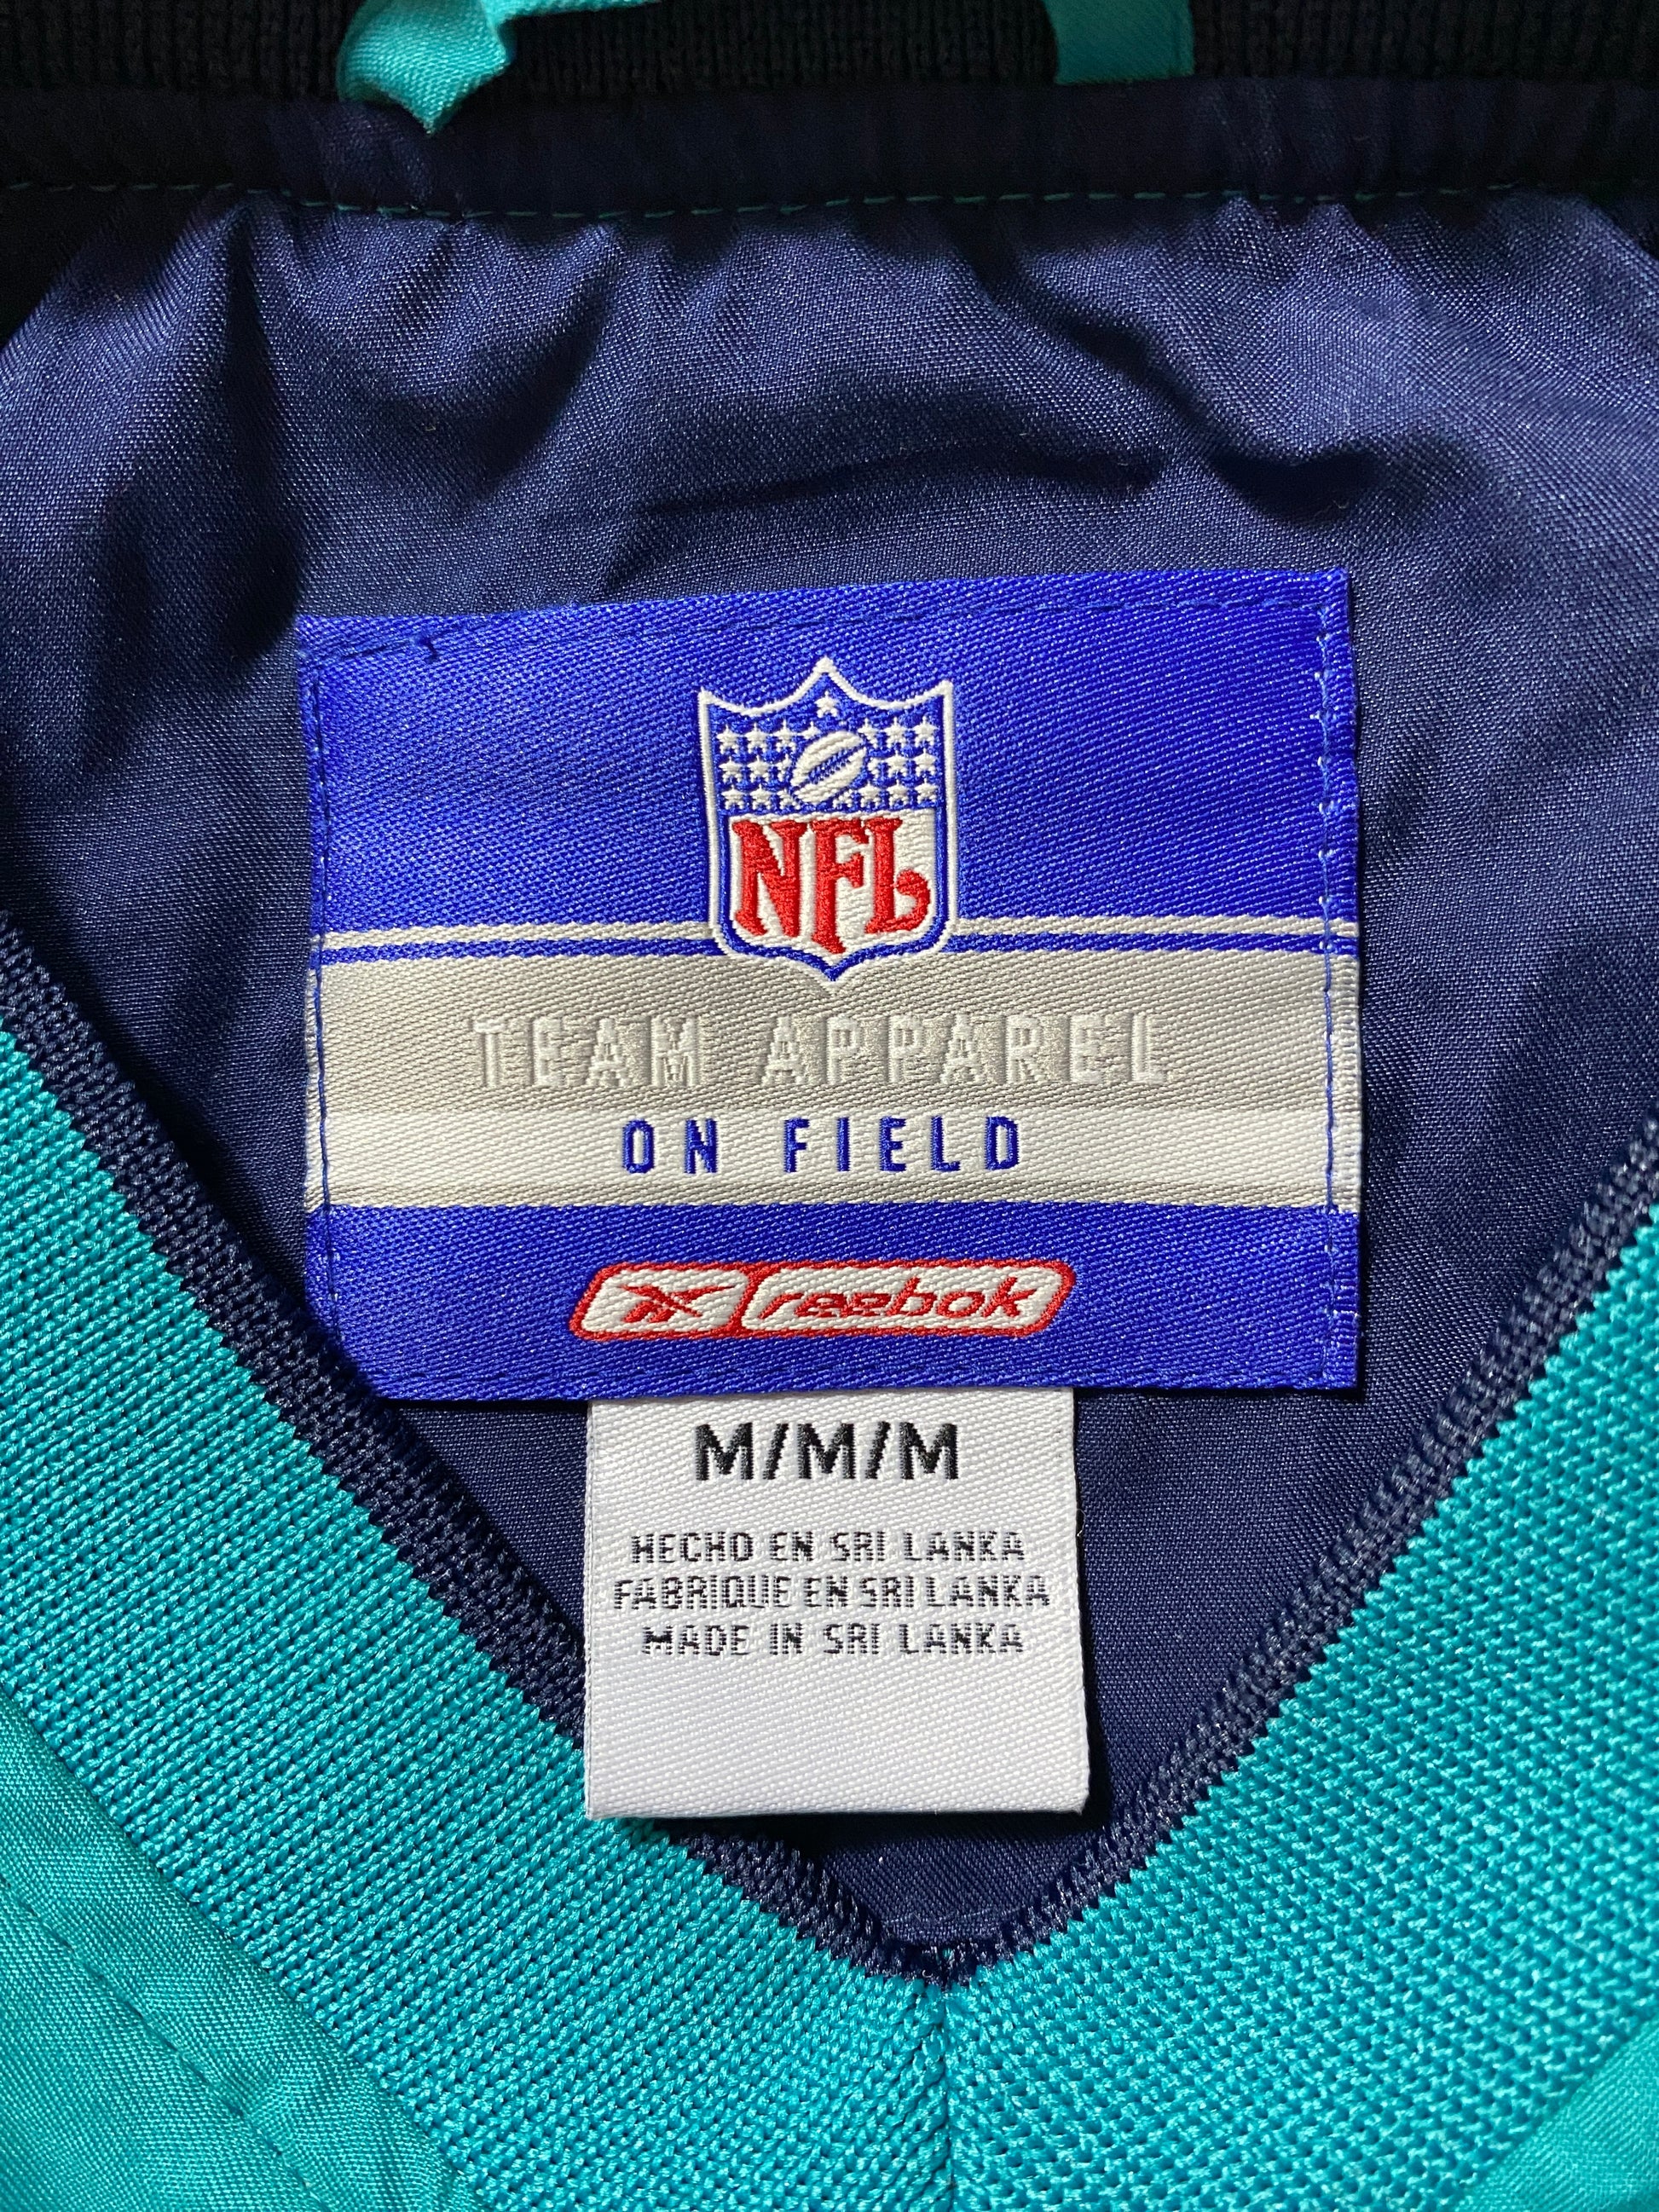 NFL
TEAM APPAREL
ON FIELD
Reebok
M/M/M
HECHO EN SRI LANKA
FABRIQUE EN SRI LANKA
MADE IN SRI LANKA